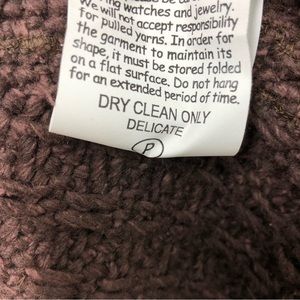 ing watches and jewelry.
We will not accept responsibility
for pulled yarns. In order for
the garment to maintain its
shape, it must be stored folded
on a flat surface. Do not hang
for an extended period of time.
DRY CLEAN ONLY
DELICATE
P